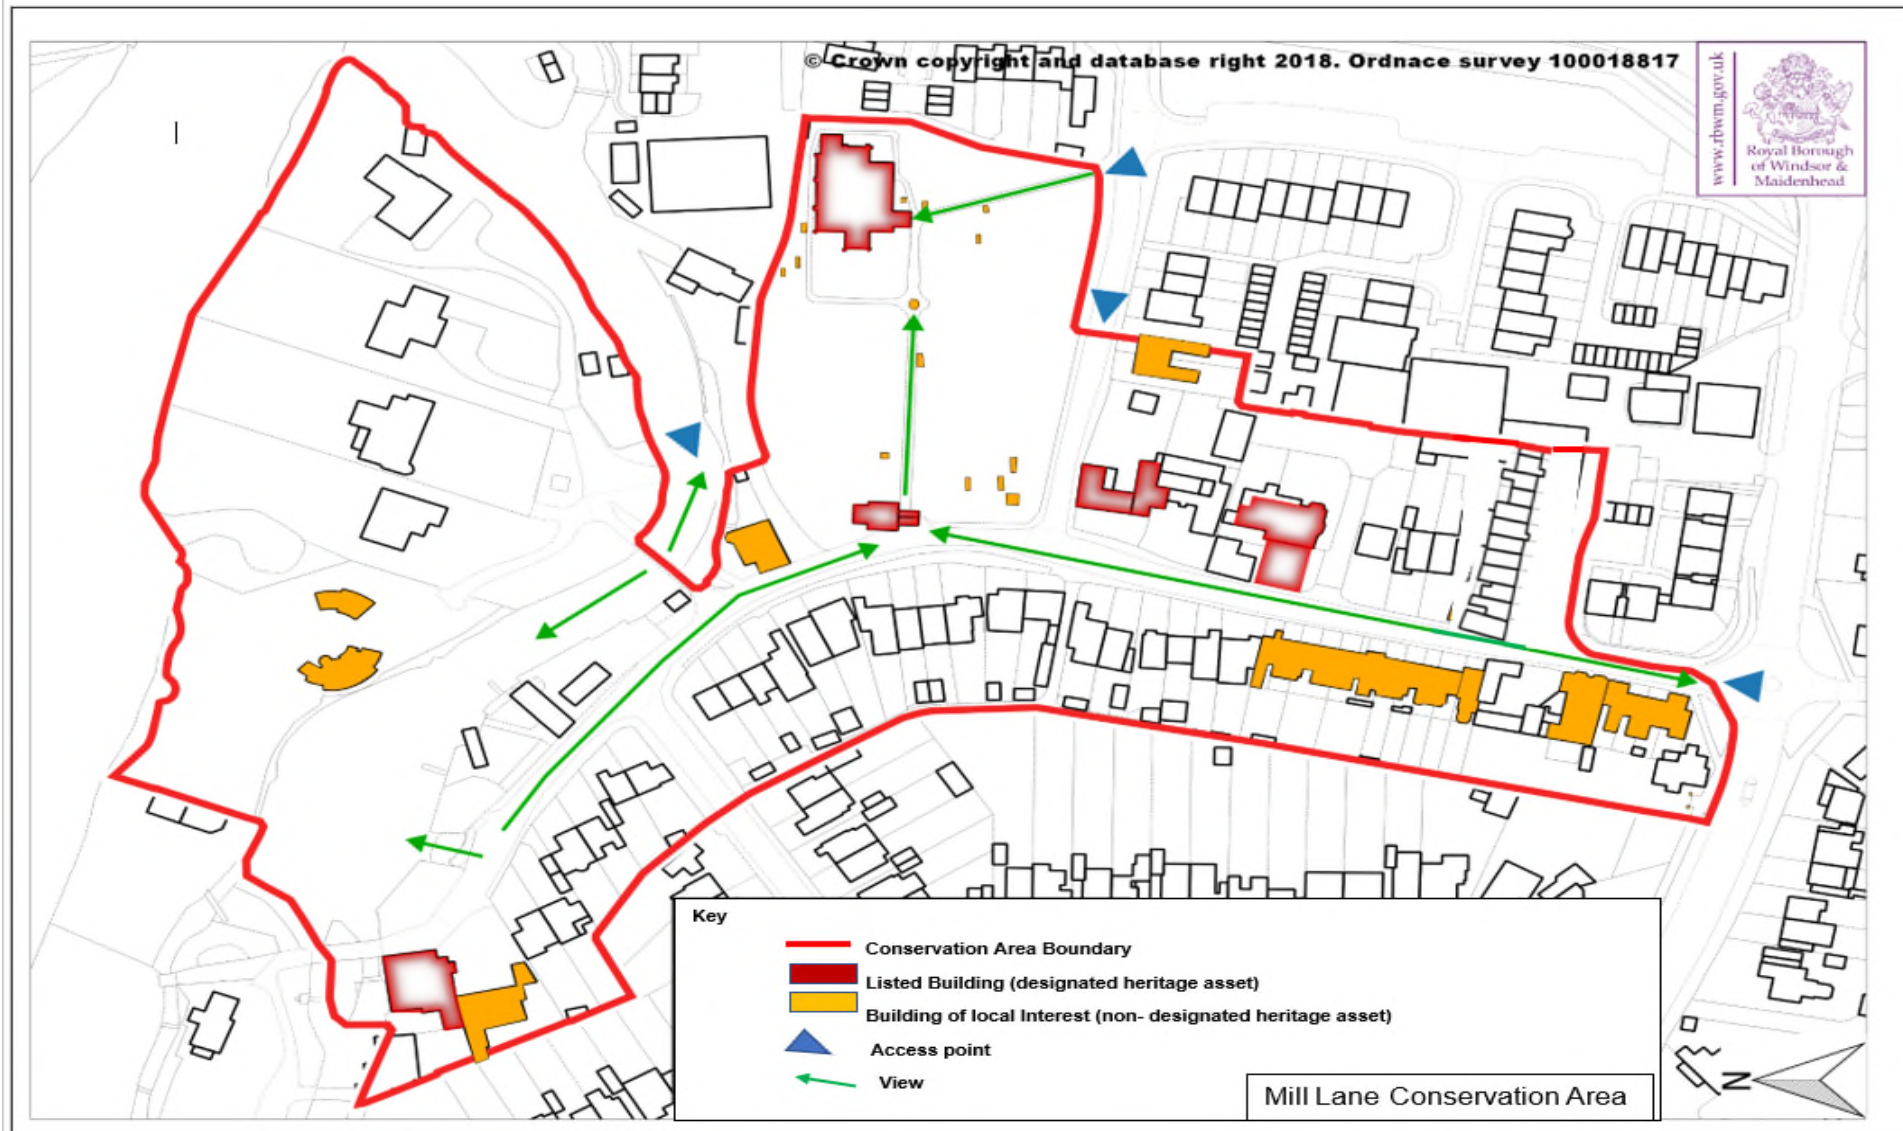 © Crown copyright and database right 2018. Ordnace survey 100018817
www.rbwm.gov.uk
Royal Borough
of Windsor &
Maidenhead
Key
Conservation Area Boundary
Listed Building (designated heritage asset)
Building of local Interest (non- designated heritage asset)
Access point
View
Mill Lane Conservation Area
N